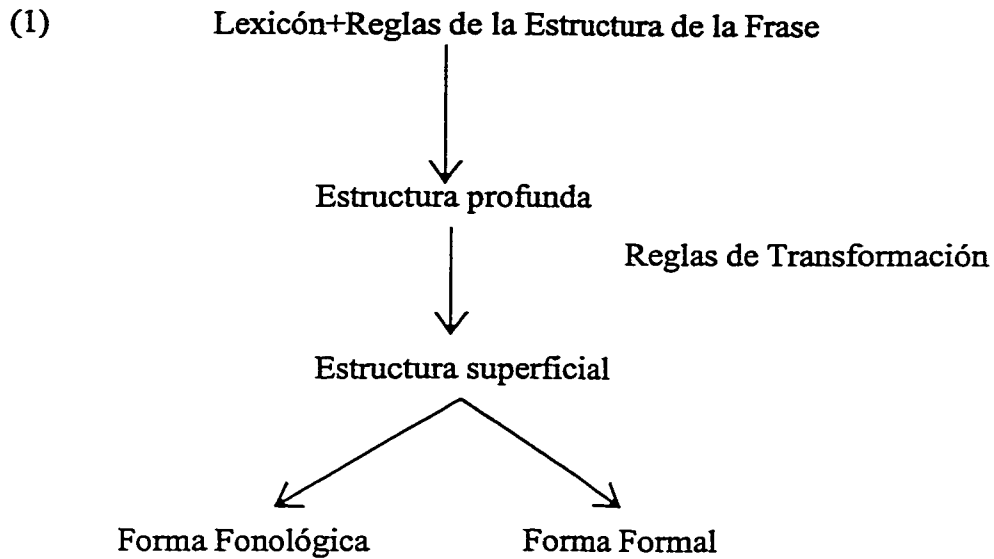 (1) Lexicón+Reglas de la Estructura de la Frase
Estructura profunda
Reglas de Transformación
Estructura superficial
Forma Fonológica Forma Formal